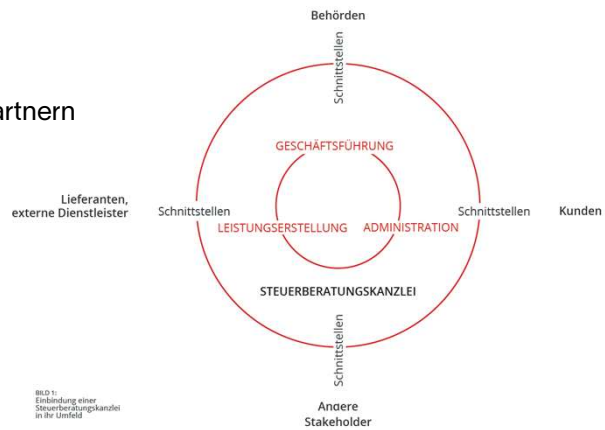 Behörden
Schnittstellen
artnern
GESCHÄFTSFÜHRUNG
Lieferanten,
externe Dienstleister
Schnittstellen
Schnittstellen
Kunden
LEISTUNGSERSTELLUNG
ADMINISTRATION
STEUERBERATUNGSKANZLEI
Schnittstellen
BILD 1:
Einbindung einer
Steuerberatungskanzlei
in ihr Umfeld
Andere
Stakeholder